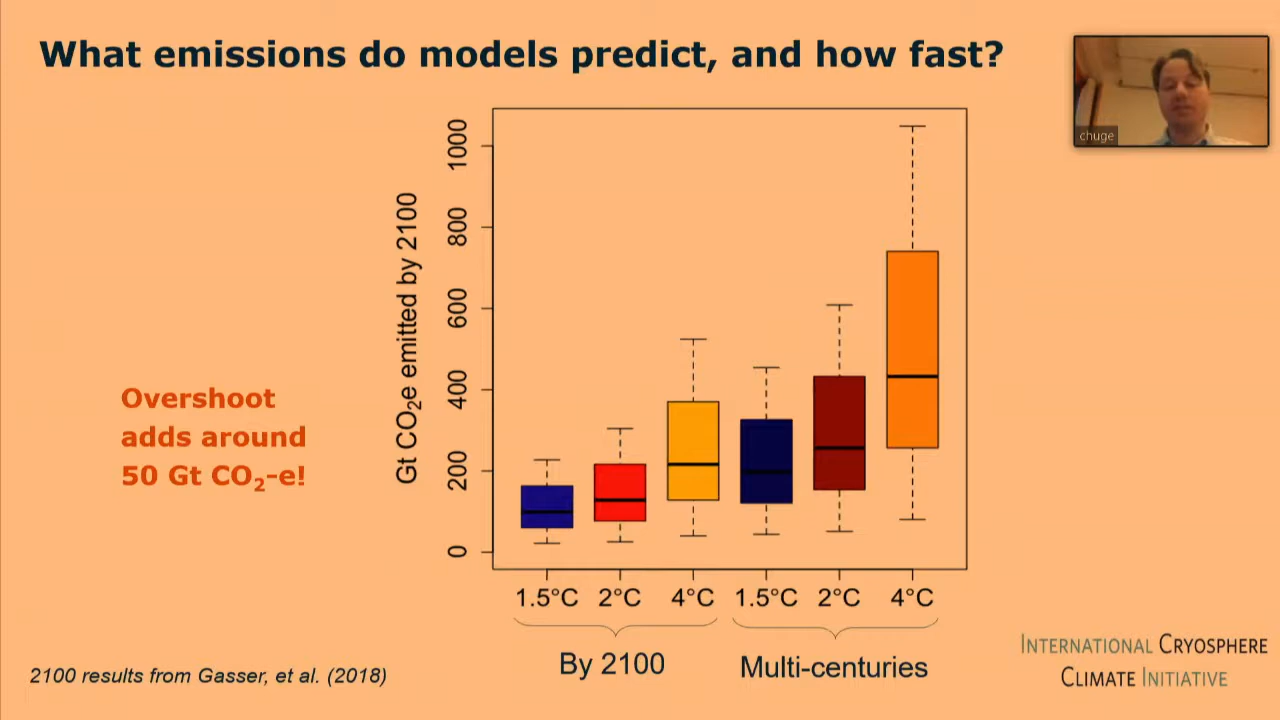 What emissions do models predict, and how fast?
chuge
Gt CO₂e emitted by 2100
1000
800
600
400
200
0
1.5°C 2°C 4°C 1.5°C 2°C 4°C
By 2100 Multi-centuries
Overshoot
adds around
50 Gt CO₂-e!
2100 results from Gasser, et al. (2018)
INTERNATIONAL CRYOSPHERE
CLIMATE INITIATIVE